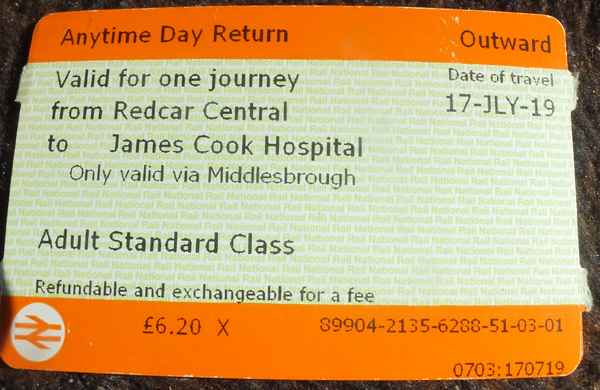 Anytime Day Return Outward
Valid for one journey Date of travel
from Redcar Central 17-JLY-19
to James Cook Hospital
Only valid via Middlesbrough
Adult Standard Class
Refundable and exchangeable for a fee
£6.20 X 89904-2135-6288-51-03-01
0703:170719